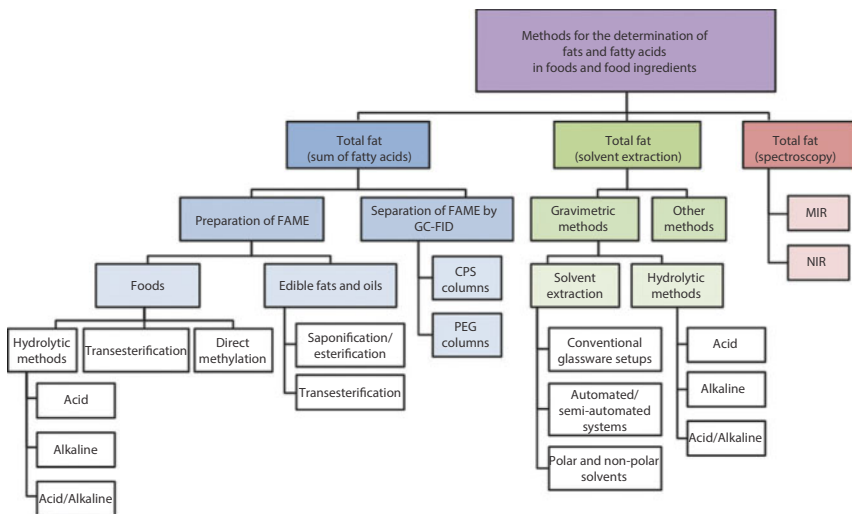 Methods for the determination of
fats and fatty acids
in foods and food ingredients
Total fat
(sum of fatty acids)
Total fat
(solvent extraction)
Total fat
(spectroscopy)
Preparation of FAME
Separation of FAME by
GC-FID
Gravimetric
methods
Other
methods
MIR
NIR
Foods
Edible fats and oils
CPS
columns
PEG
columns
Solvent
extraction
Hydrolytic
methods
Hydrolytic
methods
Transesterification
Direct
methylation
Saponification/
esterification
Transesterification
Conventional
glassware setups
Automated/
semi-automated
systems
Polar and non-polar
solvents
Acid
Alkaline
Acid/Alkaline
Acid
Alkaline
Acid/Alkaline